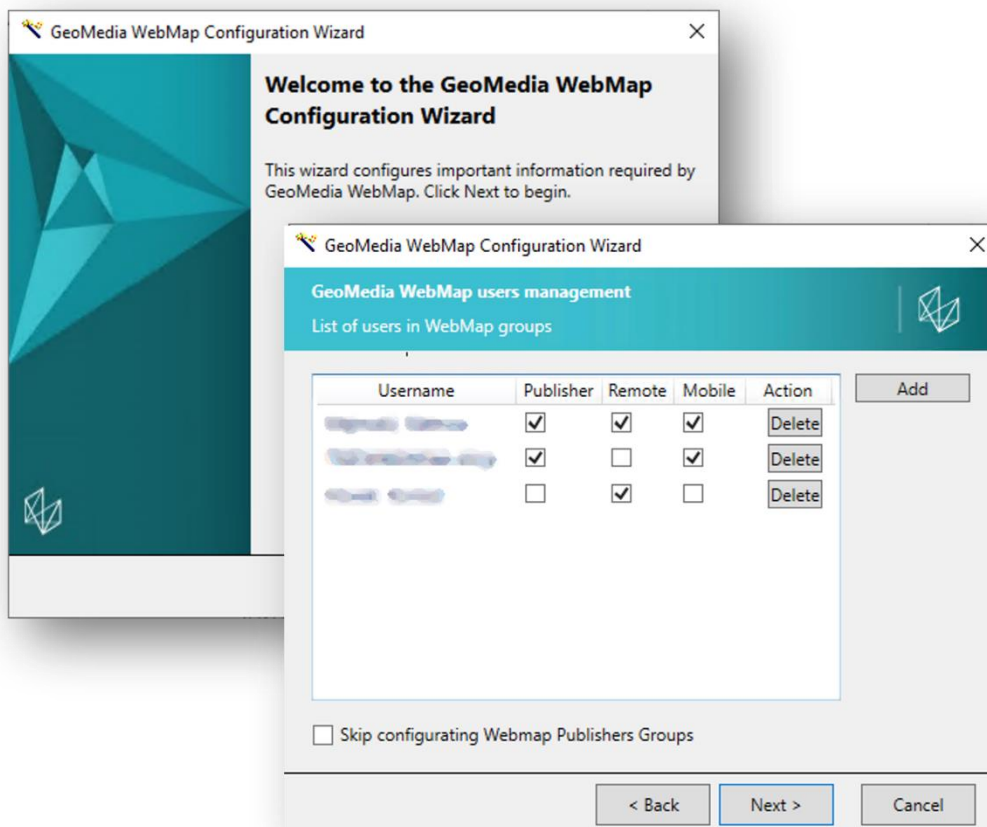 GeoMedia WebMap Configuration Wizard
Welcome to the GeoMedia WebMap
Configuration Wizard
This wizard configures important information required by
GeoMedia WebMap. Click Next to begin.
GeoMedia WebMap Configuration Wizard
GeoMedia WebMap users management
List of users in WebMap groups
Username Publisher Remote Mobile Action Add
Delete
Delete
Delete
Skip configurating Webmap Publishers Groups
< Back Next > Cancel